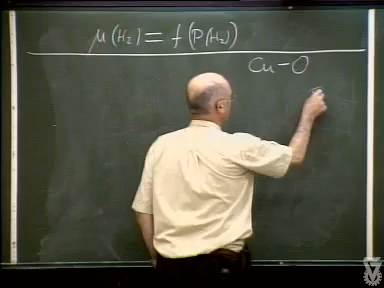 μ(H₂) = f(P(H₂))
Cu-O